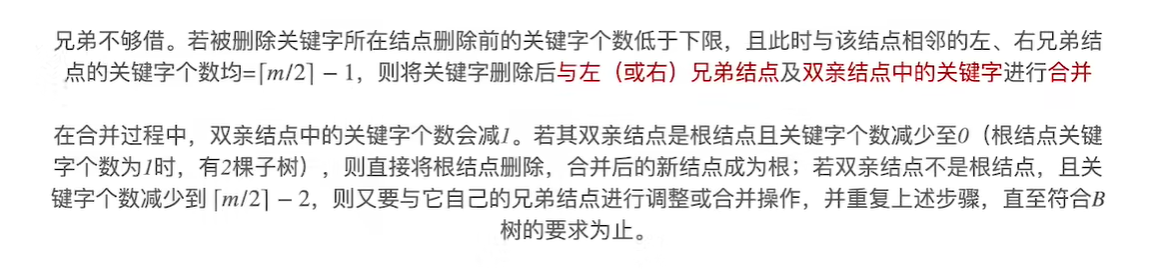 兄弟不够借。若被删除关键字所在结点删除前的关键字个数低于下限，且此时与该结点相邻的左、右兄弟结
点的关键字个数均=⌈m/2⌉ − 1，则将关键字删除后与左（或右）兄弟结点及双亲结点中的关键字进行合并
在合并过程中，双亲结点中的关键字个数会减1。若其双亲结点是根结点且关键字个数减少至0（根结点关键
字个数为1时，有2棵子树），则直接将根结点删除，合并后的新结点成为根；若双亲结点不是根结点，且关
键字个数减少到 ⌈m/2⌉ − 2，则又要与它自己的兄弟结点进行调整或合并操作，并重复上述步骤，直至符合B
树的要求为止。